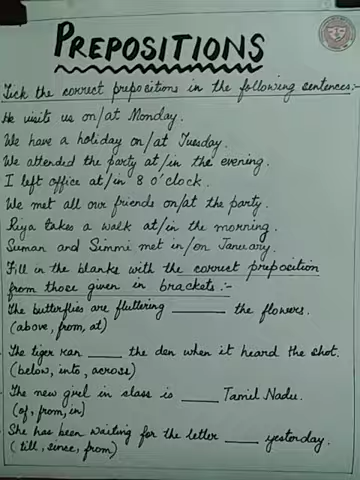 PREPOSITIONS
Tick the correct prepositions in the following sentences:-
He visits us on/at Monday.
We have a holiday on/at Tuesday.
We attended the party at/in the evening.
I left office at/in 8 o'clock.
We met all our friends on/at the party.
Riya takes a walk at/in the morning.
Suman and Simmi met in/on January.
Fill in the blanks with the correct preposition
from those given in brackets:-
The butterflies are fluttering ______ the flowers.
(above, from, at)
The tiger ran ____ the den when it heard the shot.
(below, into, across)
The new girl in class is ____ Tamil Nadu.
(of, from, in)
She has been waiting for the letter ____ yesterday.
(till, since, from)